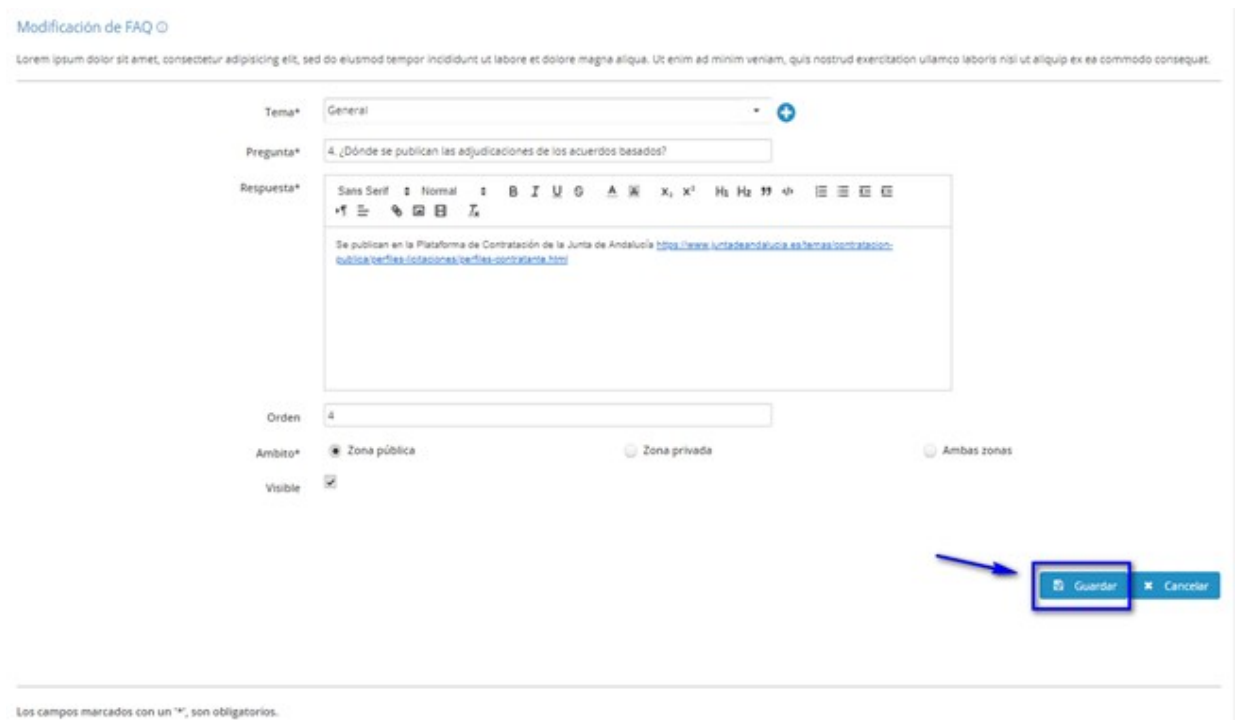 Modificación de FAQ
Lorem ipsum dolor sit amet, consectetur adipisicing elit, sed do eiusmod tempor incididunt ut labore et dolore magna aliqua. Ut enim ad minim veniam, quis nostrud exercitation ullamco laboris nisi ut aliquip ex ea commodo consequat.
Tema* General
Pregunta* 4. ¿Dónde se publican las adjudicaciones de los acuerdos basados?
Respuesta* Sans Serif Normal B I U S A A X₂ X² H₁ H₂
Se publican en la Plataforma de Contratación de la Junta de Andalucía https://www.juntadeandalucia.es/temas/contratacion-
publica/perfiles-licitaciones/perfiles-contratante.html
Orden 4
Ambito* Zona pública Zona privada Ambas zonas
Visible
Guardar Cancelar
Los campos marcados con un '*', son obligatorios.